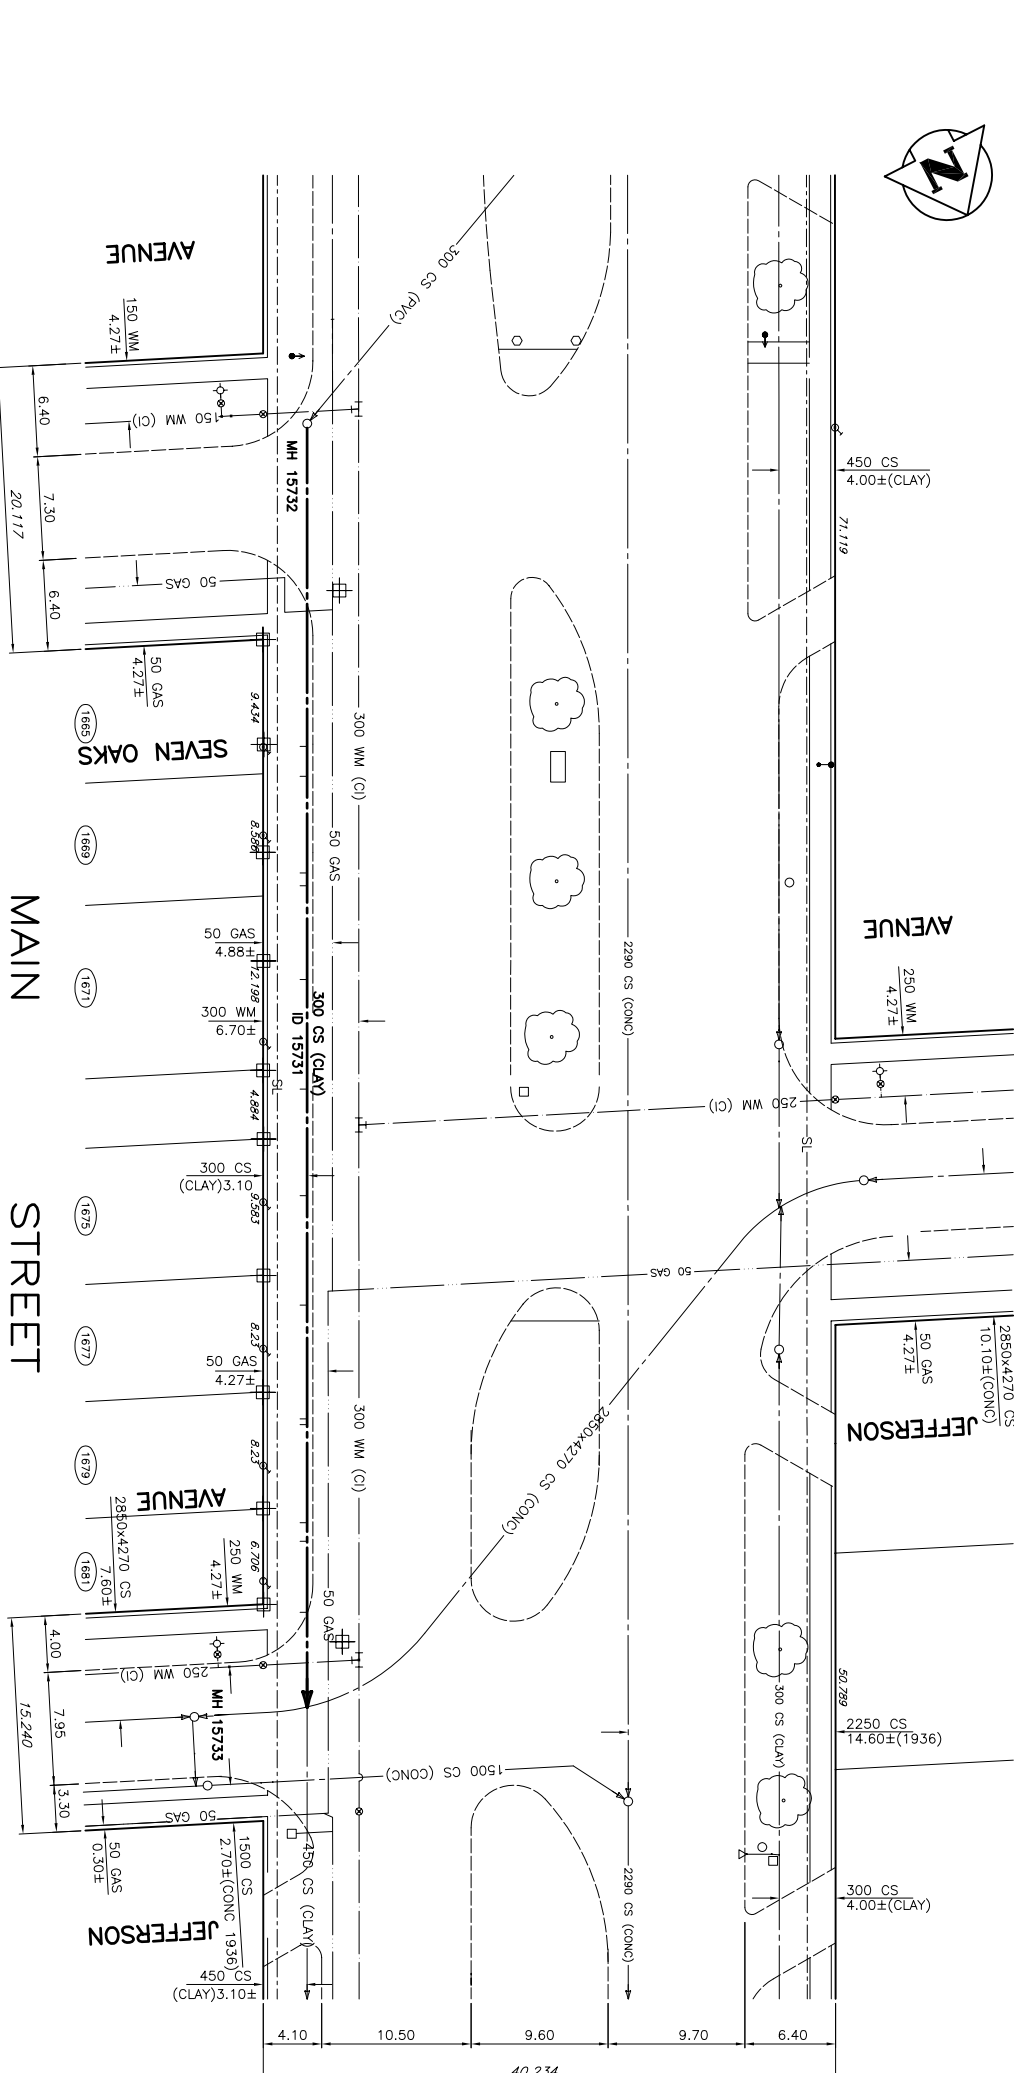 N
AVENUE
150 WM
4.27±
6.40
7.30
6.40
20.117
150 WM (CI)
300 CS (PVC)
MH 15732
450 CS
4.00±(CLAY)
71.119
50 GAS
50 GAS
4.27±
1665
9.434
SEVEN OAKS
300 WM (CI)
1669
8.586
50 GAS
MAIN
AVENUE
50 GAS
4.88±
2290 CS (CONC)
250 WM
4.27±
1671
72.198
300 CS (CLAY)
ID 15731
300 WM
6.70±
SL
4.884
250 WM (CI)
SL
300 CS
(CLAY)3.10
9.583
1675
STREET
50 GAS
1677
8.23
50 GAS
4.27±
50 GAS
4.27±
2850x4270 CS
10.10±(CONC)
JEFFERSON
300 WM (CI)
2850x4270 CS (CONC)
1679
8.23
AVENUE
2850x4270 CS
7.60±
250 WM
4.27±
1681
6.706
50 GAS
4.00
7.95
3.30
15.240
250 WM (CI)
MH 15733
50.789
300 CS (CLAY)
2250 CS
14.60±(1936)
1500 CS (CONC)
50 GAS
50 GAS
0.30±
1500 CS
2.70±(CONC 1936)
450 CS (CLAY)
2290 CS (CONC)
300 CS
4.00±(CLAY)
JEFFERSON
450 CS
(CLAY)3.10±
4.10
10.50
9.60
9.70
6.40
40.234